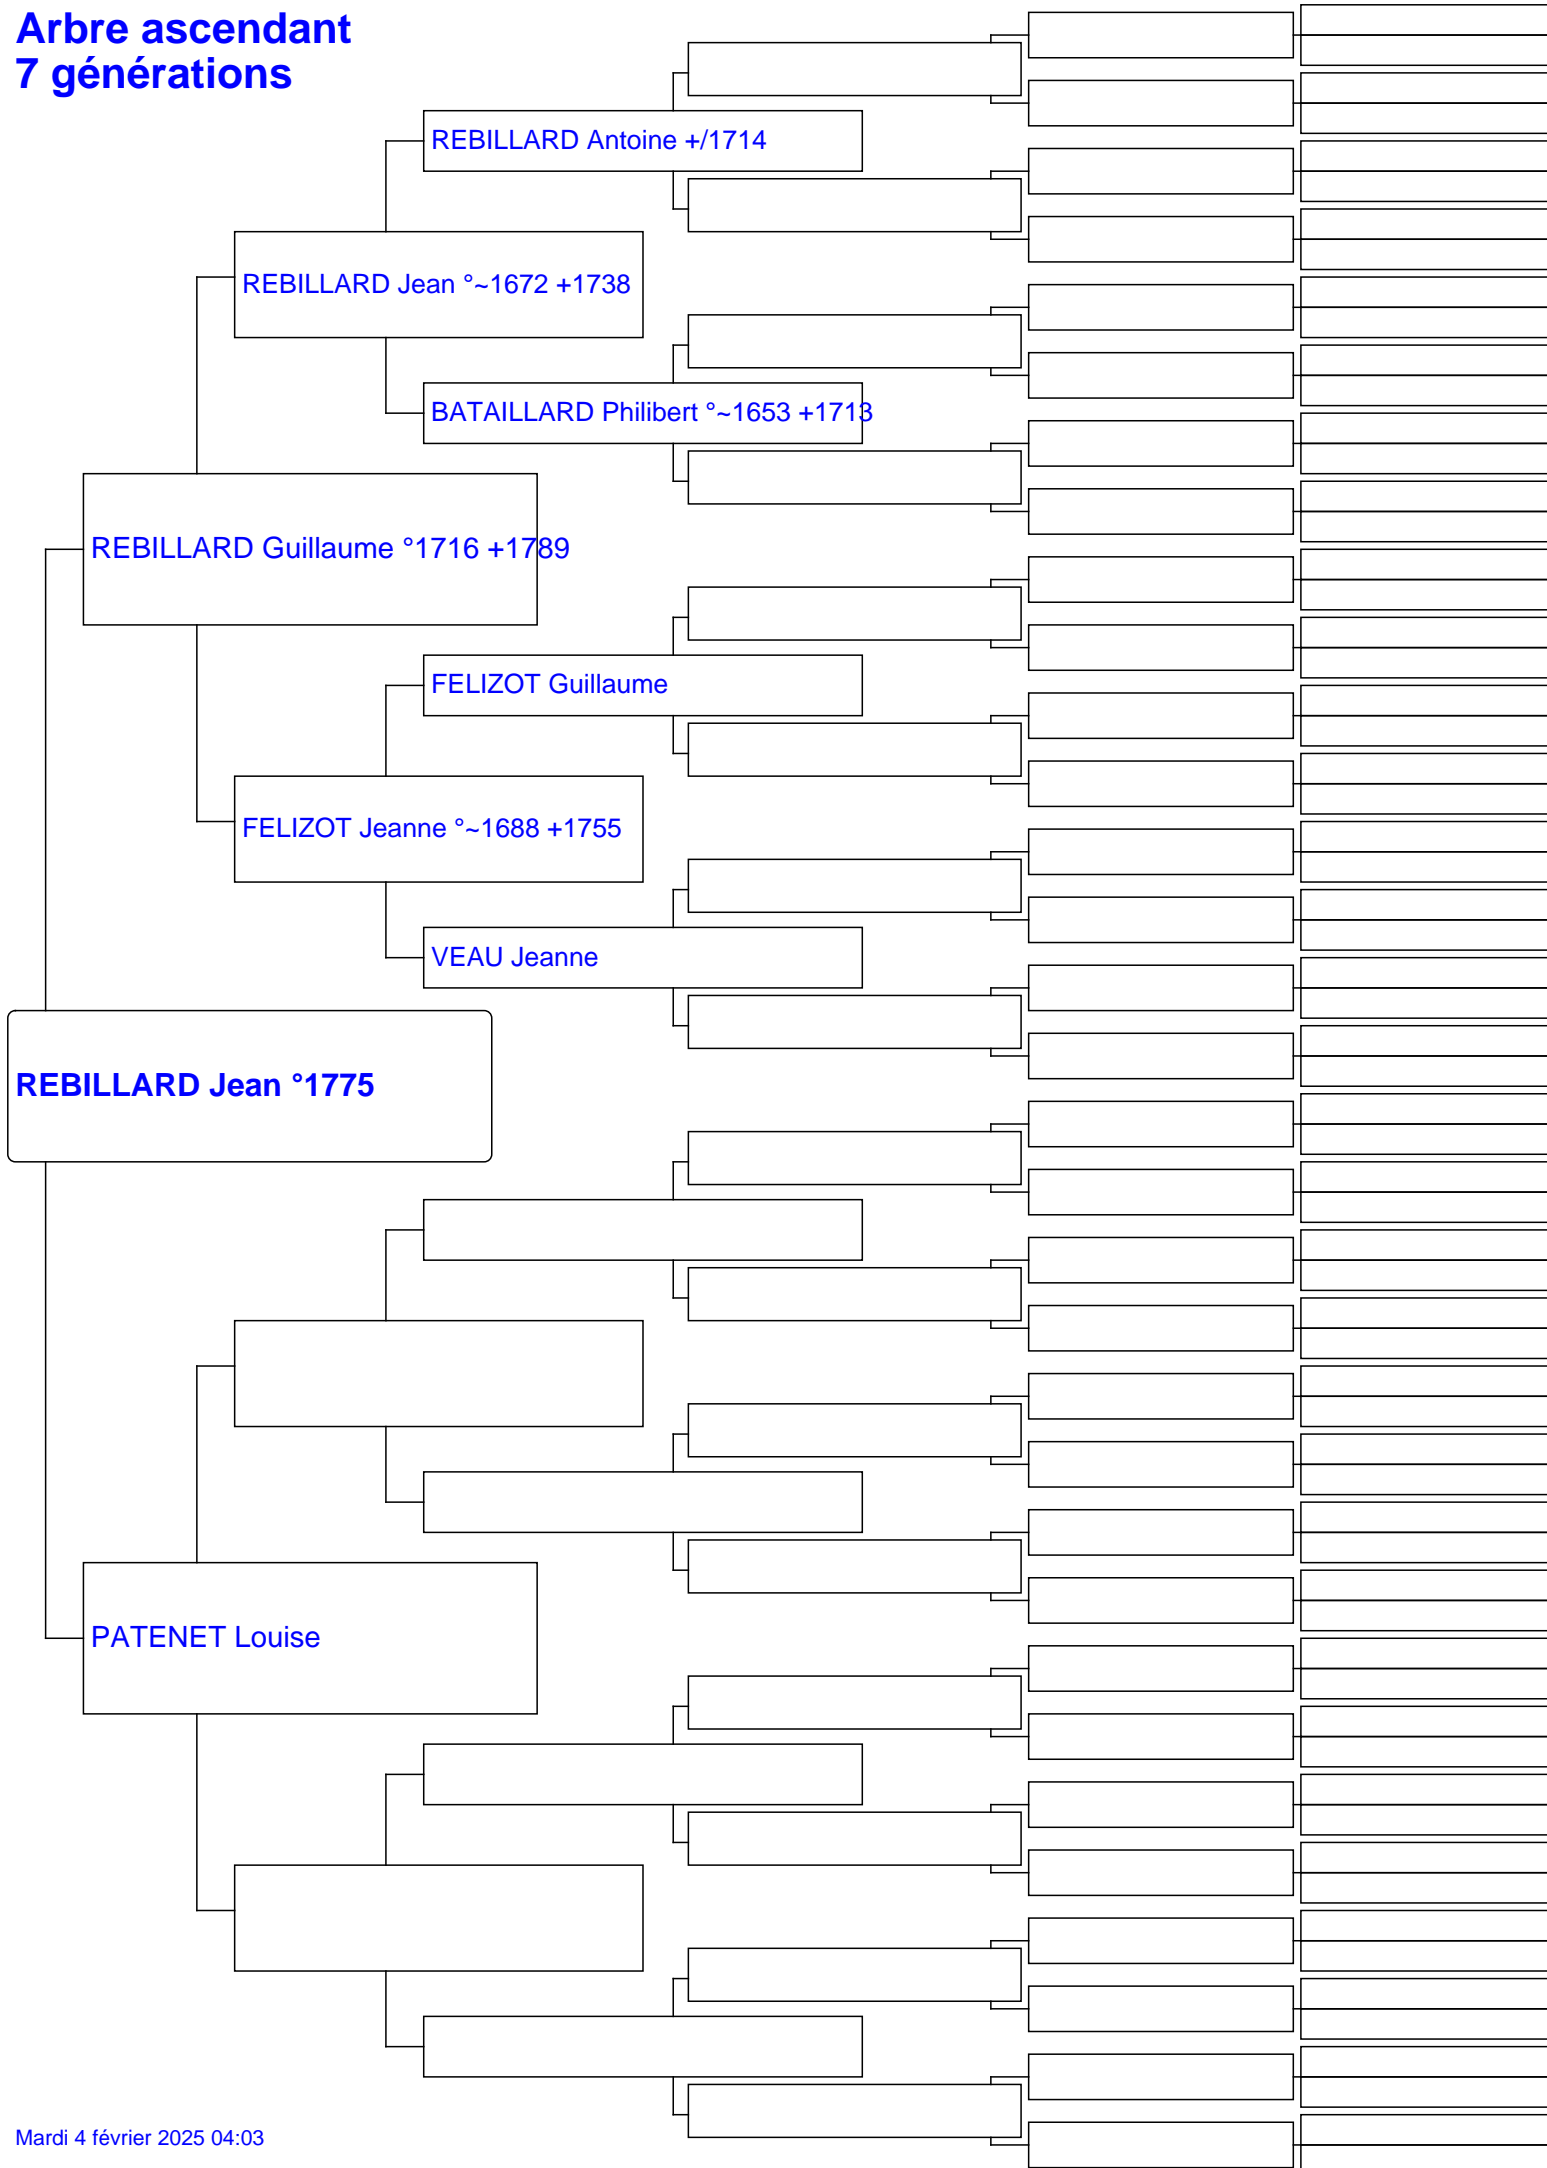 Arbre ascendant
7 générations
REBILLARD Antoine +/1714
REBILLARD Jean °~1672 +1738
BATAILLARD Philibert °~1653 +1713
REBILLARD Guillaume °1716 +1789
FELIZOT Guillaume
FELIZOT Jeanne °~1688 +1755
VEAU Jeanne
REBILLARD Jean °1775
PATENET Louise
Mardi 4 février 2025 04:03